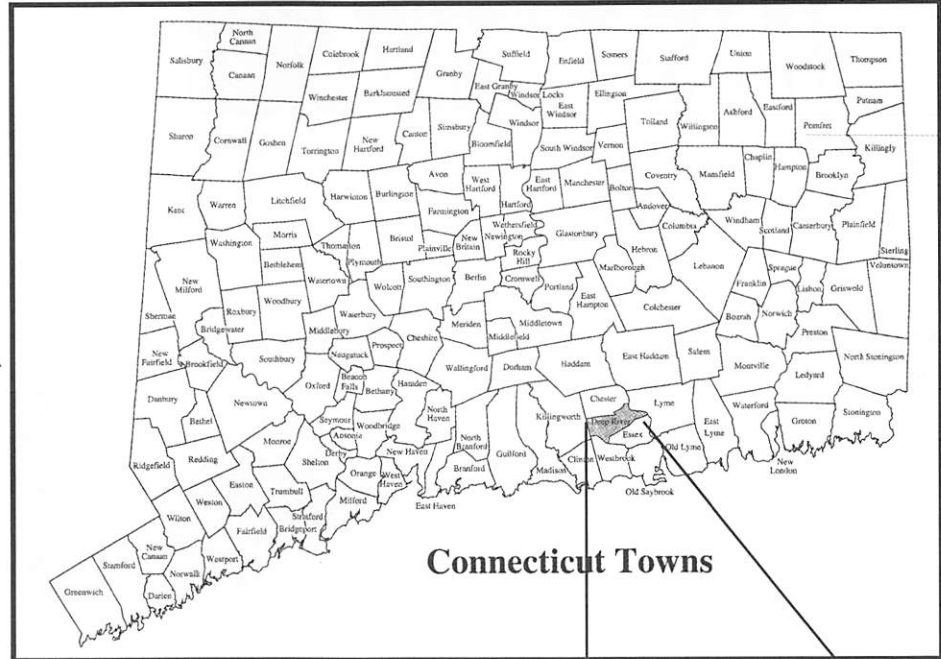 North
Canaan
Salisbury
Canaan
Norfolk
Colebrook
Hartland
Granby
Suffield
East Granby
Windsor Locks
Enfield
Somers
Stafford
Union
Woodstock
Thompson
Winchester
Barkhamsted
East
Windsor
Ellington
Putnam
Sharon
Cornwall
Goshen
Torrington
New
Hartford
Canton
Simsbury
Windsor
Bloomfield
South Windsor
Vernon
Tolland
Willington
Ashford
Eastford
Pomfret
Killingly
Kent
Warren
Litchfield
Harwinton
Burlington
Avon
West
Hartford
Hartford
East
Hartford
Manchester
Bolton
Coventry
Mansfield
Chaplin
Hampton
Brooklyn
Farmington
Wethersfield
Andover
Columbia
Windham
Scotland
Canterbury
Plainfield
Sterling
Washington
Morris
Bethlehem
Thomaston
Plymouth
Bristol
Plainville
New
Britain
Newington
Rocky
Hill
Glastonbury
Hebron
Marlborough
Lebanon
Franklin
Sprague
Lisbon
Griswold
Voluntown
New
Milford
Sherman
Roxbury
Woodbury
Watertown
Wolcott
Southington
Berlin
Cromwell
Portland
East
Hampton
Colchester
Bozrah
Norwich
Preston
Bridgewater
Middlebury
Waterbury
Cheshire
Meriden
Middletown
Middlefield
New
Fairfield
Brookfield
Southbury
Naugatuck
Prospect
Wallingford
Durham
Haddam
East Haddam
Salem
Montville
Ledyard
North Stonington
Danbury
Bethel
Newtown
Oxford
Beacon
Falls
Bethany
Hamden
North
Haven
Killingworth
Chester
Deep River
Essex
Lyme
Waterford
Groton
Stonington
Ridgefield
Redding
Monroe
Seymour
Ansonia
Derby
Woodbridge
New Haven
North
Branford
Guilford
Madison
Clinton
Westbrook
Old Lyme
East
Lyme
New
London
Shelton
Orange
West
Haven
Branford
East Haven
Old Saybrook
Wilton
Weston
Easton
Trumbull
Milford
Stratford
Bridgeport
Fairfield
New
Canaan
Westport
Norwalk
Stamford
Darien
Greenwich
Connecticut Towns